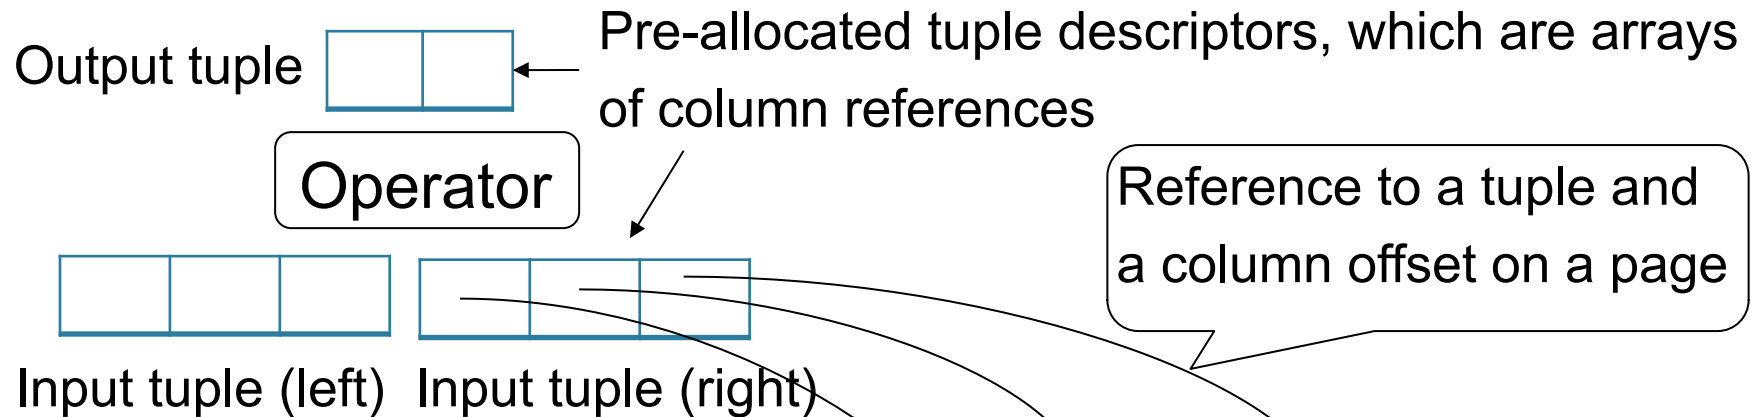 Output tuple
Pre-allocated tuple descriptors, which are arrays
of column references
Operator
Reference to a tuple and
a column offset on a page
Input tuple (left)
Input tuple (right)